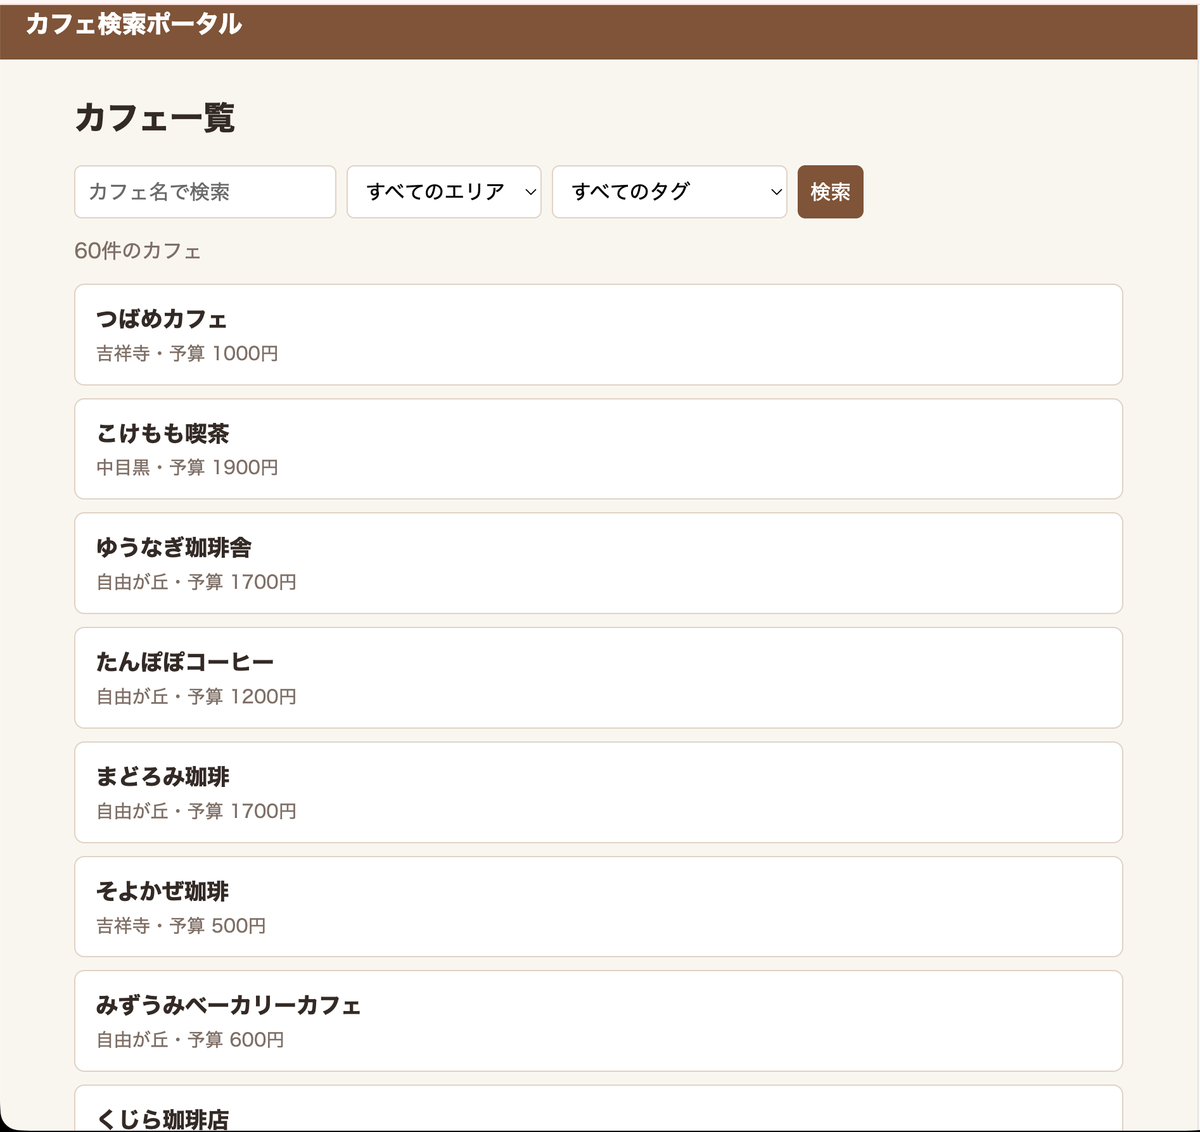 カフェ検索ポータル
カフェ一覧
カフェ名で検索 すべてのエリア すべてのタグ 検索
60件のカフェ
つばめカフェ
吉祥寺・予算 1000円
こけもも喫茶
中目黒・予算 1900円
ゆうなぎ珈琲舎
自由が丘・予算 1700円
たんぽぽコーヒー
自由が丘・予算 1200円
まどろみ珈琲
自由が丘・予算 1700円
そよかぜ珈琲
吉祥寺・予算 500円
みずうみベーカリーカフェ
自由が丘・予算 600円
くじら珈琲店